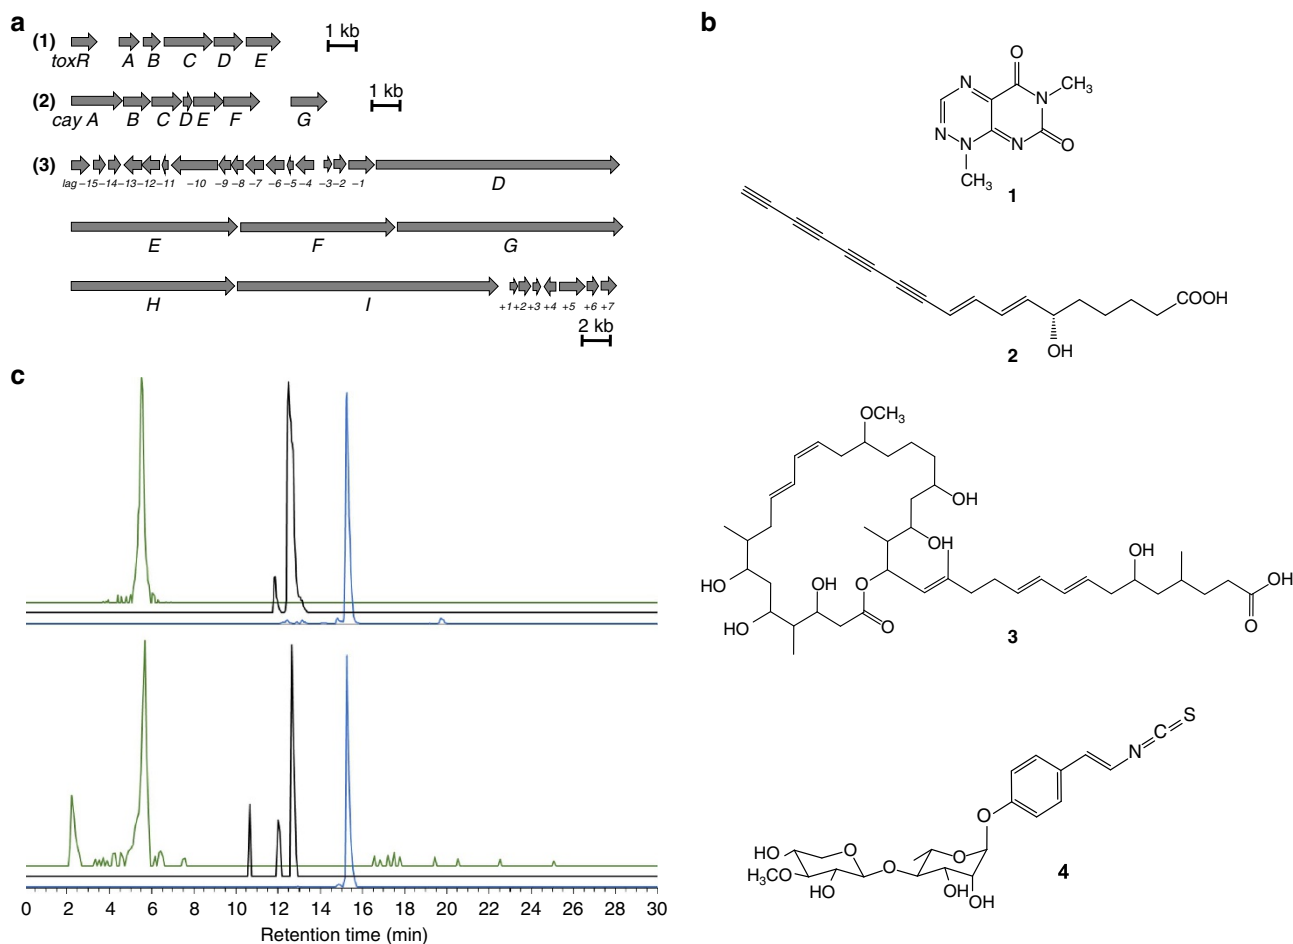 a
(1)
toxR A B C D E
1 kb
(2)
cay A B C D E F G
1 kb
(3)
lag –15 –14 –13 –12 –11 –10 –9 –8 –7 –6 –5 –4 –3 –2 –1 D
E F G
H I +1 +2 +3 +4 +5 +6 +7
2 kb
b
O
N N CH3
N N N O
CH3
1
COOH
OH
2
OCH3
OH
OH
HO OH O
HO O
OH
OH
O
3
S
C
N
O
HO O
H3CO O O
HO OH OH
4
c
0 2 4 6 8 10 12 14 16 18 20 22 24 26 28 30
Retention time (min)